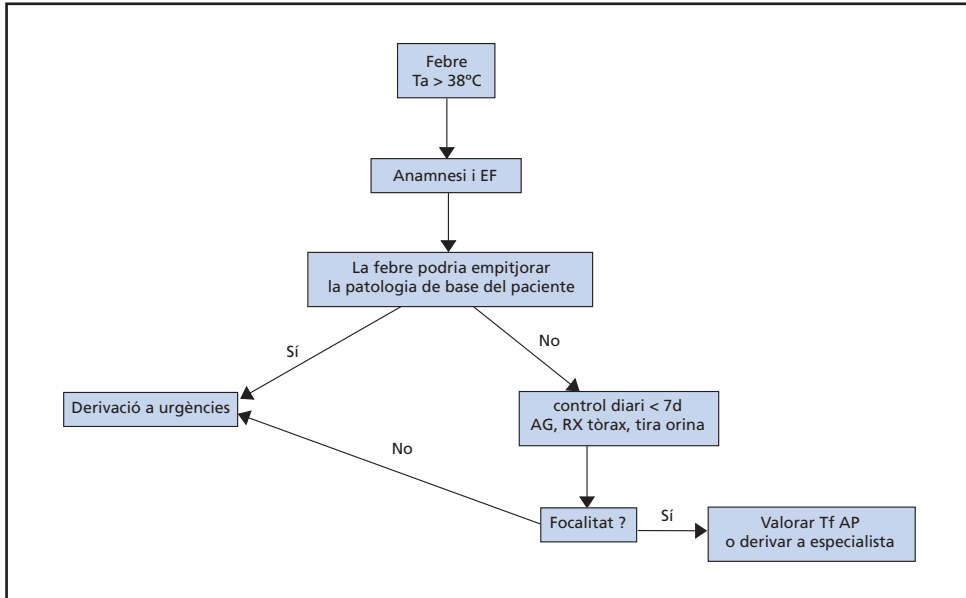 Febre
Ta > 38ºC
Anamnesi i EF
La febre podria empitjorar
la patologia de base del paciente
Sí
No
Derivació a urgències
control diari < 7d
AG, RX tòrax, tira orina
No
Focalitat ?
Sí
Valorar Tf AP
o derivar a especialista